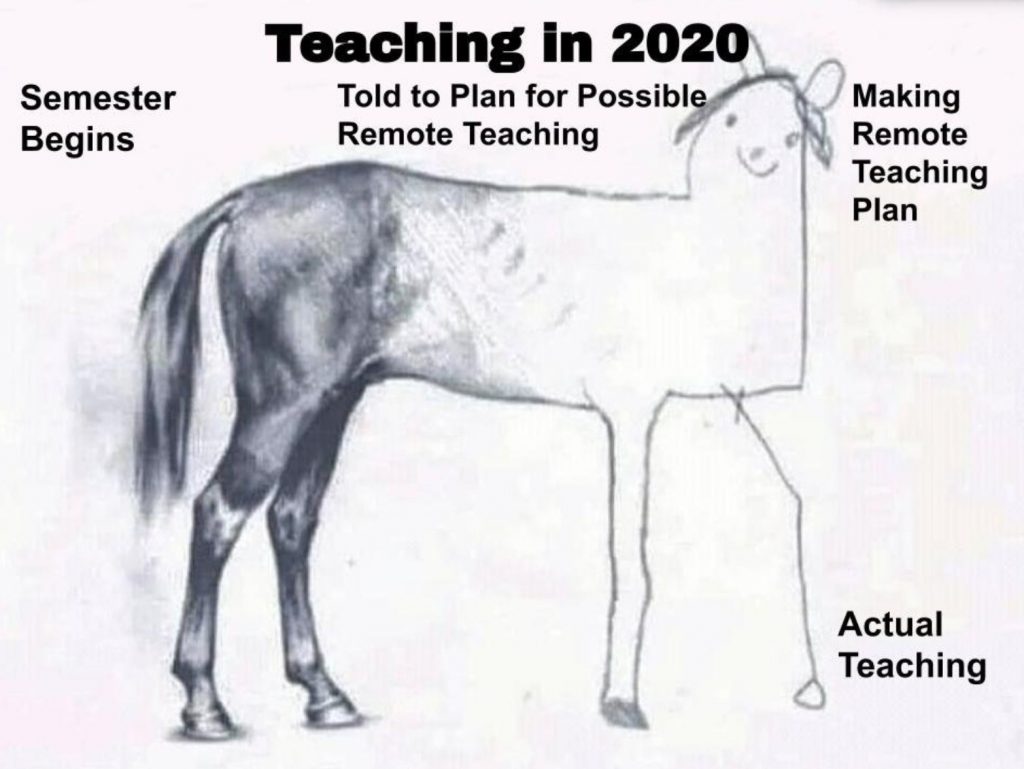 Teaching in 2020
Semester
Begins
Told to Plan for Possible
Remote Teaching
Making
Remote
Teaching
Plan
Actual
Teaching